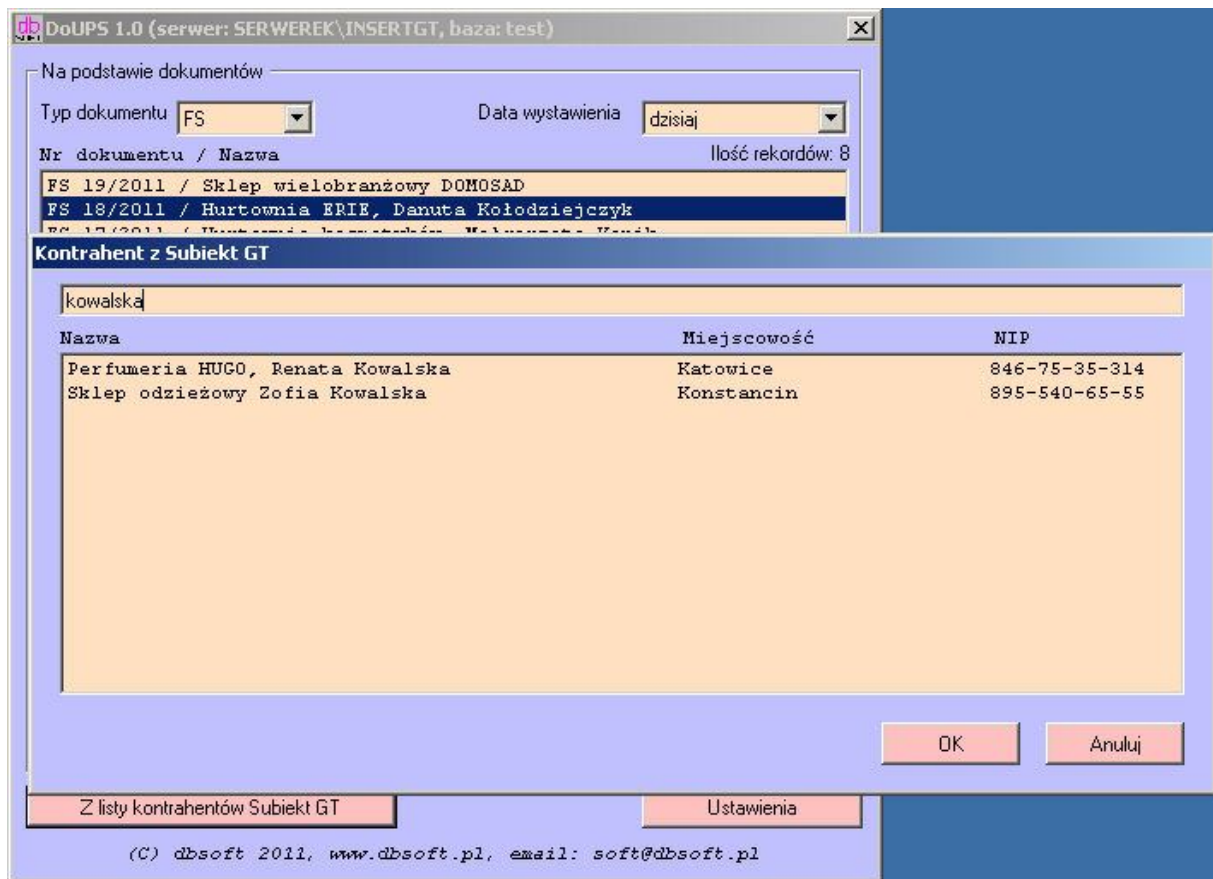 DoUPS 1.0 (serwer: SERWEREK\INSERTGT, baza: test)
Na podstawie dokumentów
Typ dokumentu FS Data wystawienia dzisiaj
Nr dokumentu / Nazwa Ilość rekordów: 8
FS 19/2011 / Sklep wielobranżowy DOMOSAD
FS 18/2011 / Hurtownia ERIE, Danuta Kołodziejczyk
FS 17/2011 / Hurtownia
Kontrahent z Subiekt GT
kowalska
Nazwa Miejscowość NIP
Perfumeria HUGO, Renata Kowalska Katowice 846-75-35-314
Sklep odzieżowy Zofia Kowalska Konstancin 895-540-65-55
OK Anuluj
Z listy kontrahentów Subiekt GT Ustawienia
(C) dbsoft 2011, www.dbsoft.pl, email: soft@dbsoft.pl